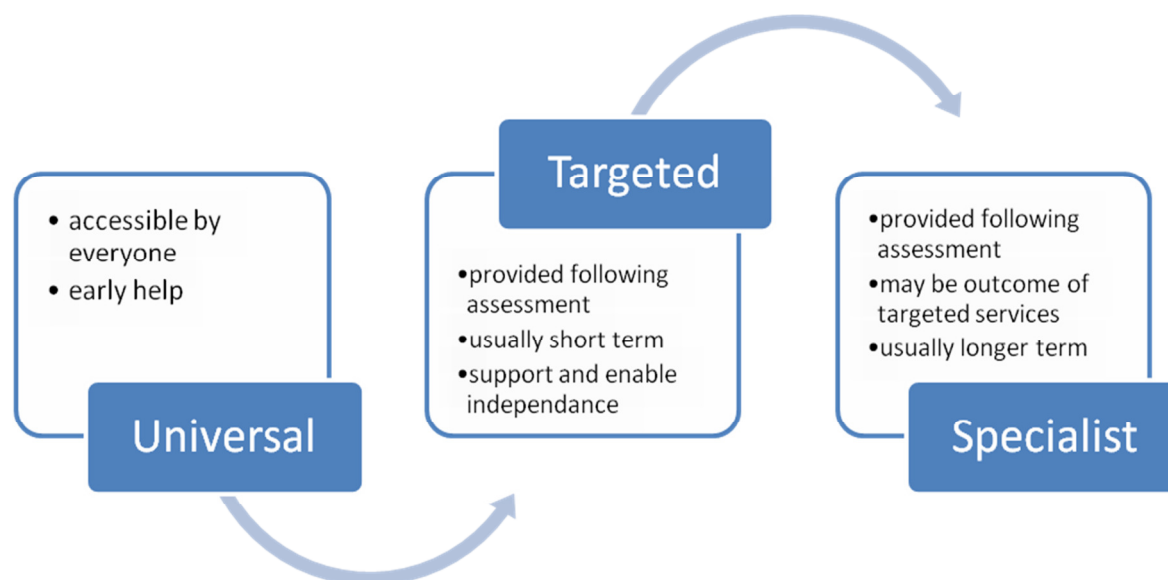 • accessible by
everyone
• early help
Universal
Targeted
•provided following
assessment
•usually short term
•support and enable
independance
•provided following
assessment
•may be outcome of
targeted services
•usually longer term
Specialist